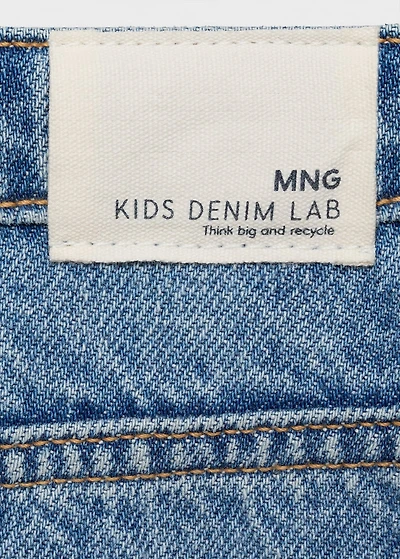 MNG
KIDS DENIM LAB
Think big and recycle